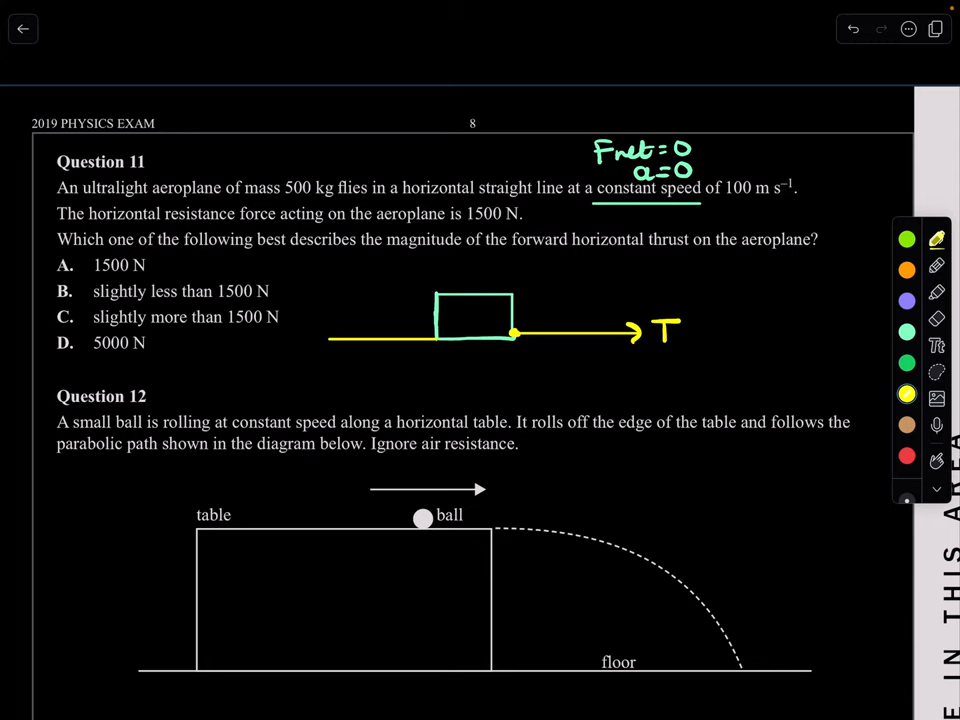 2019 PHYSICS EXAM
8
Fnet=0
a=0
Question 11
An ultralight aeroplane of mass 500 kg flies in a horizontal straight line at a constant speed of 100 m s⁻¹.
The horizontal resistance force acting on the aeroplane is 1500 N.
Which one of the following best describes the magnitude of the forward horizontal thrust on the aeroplane?
A. 1500 N
B. slightly less than 1500 N
C. slightly more than 1500 N
D. 5000 N
T
Question 12
A small ball is rolling at constant speed along a horizontal table. It rolls off the edge of the table and follows the
parabolic path shown in the diagram below. Ignore air resistance.
table
ball
floor
Tt
E IN THIS AREA